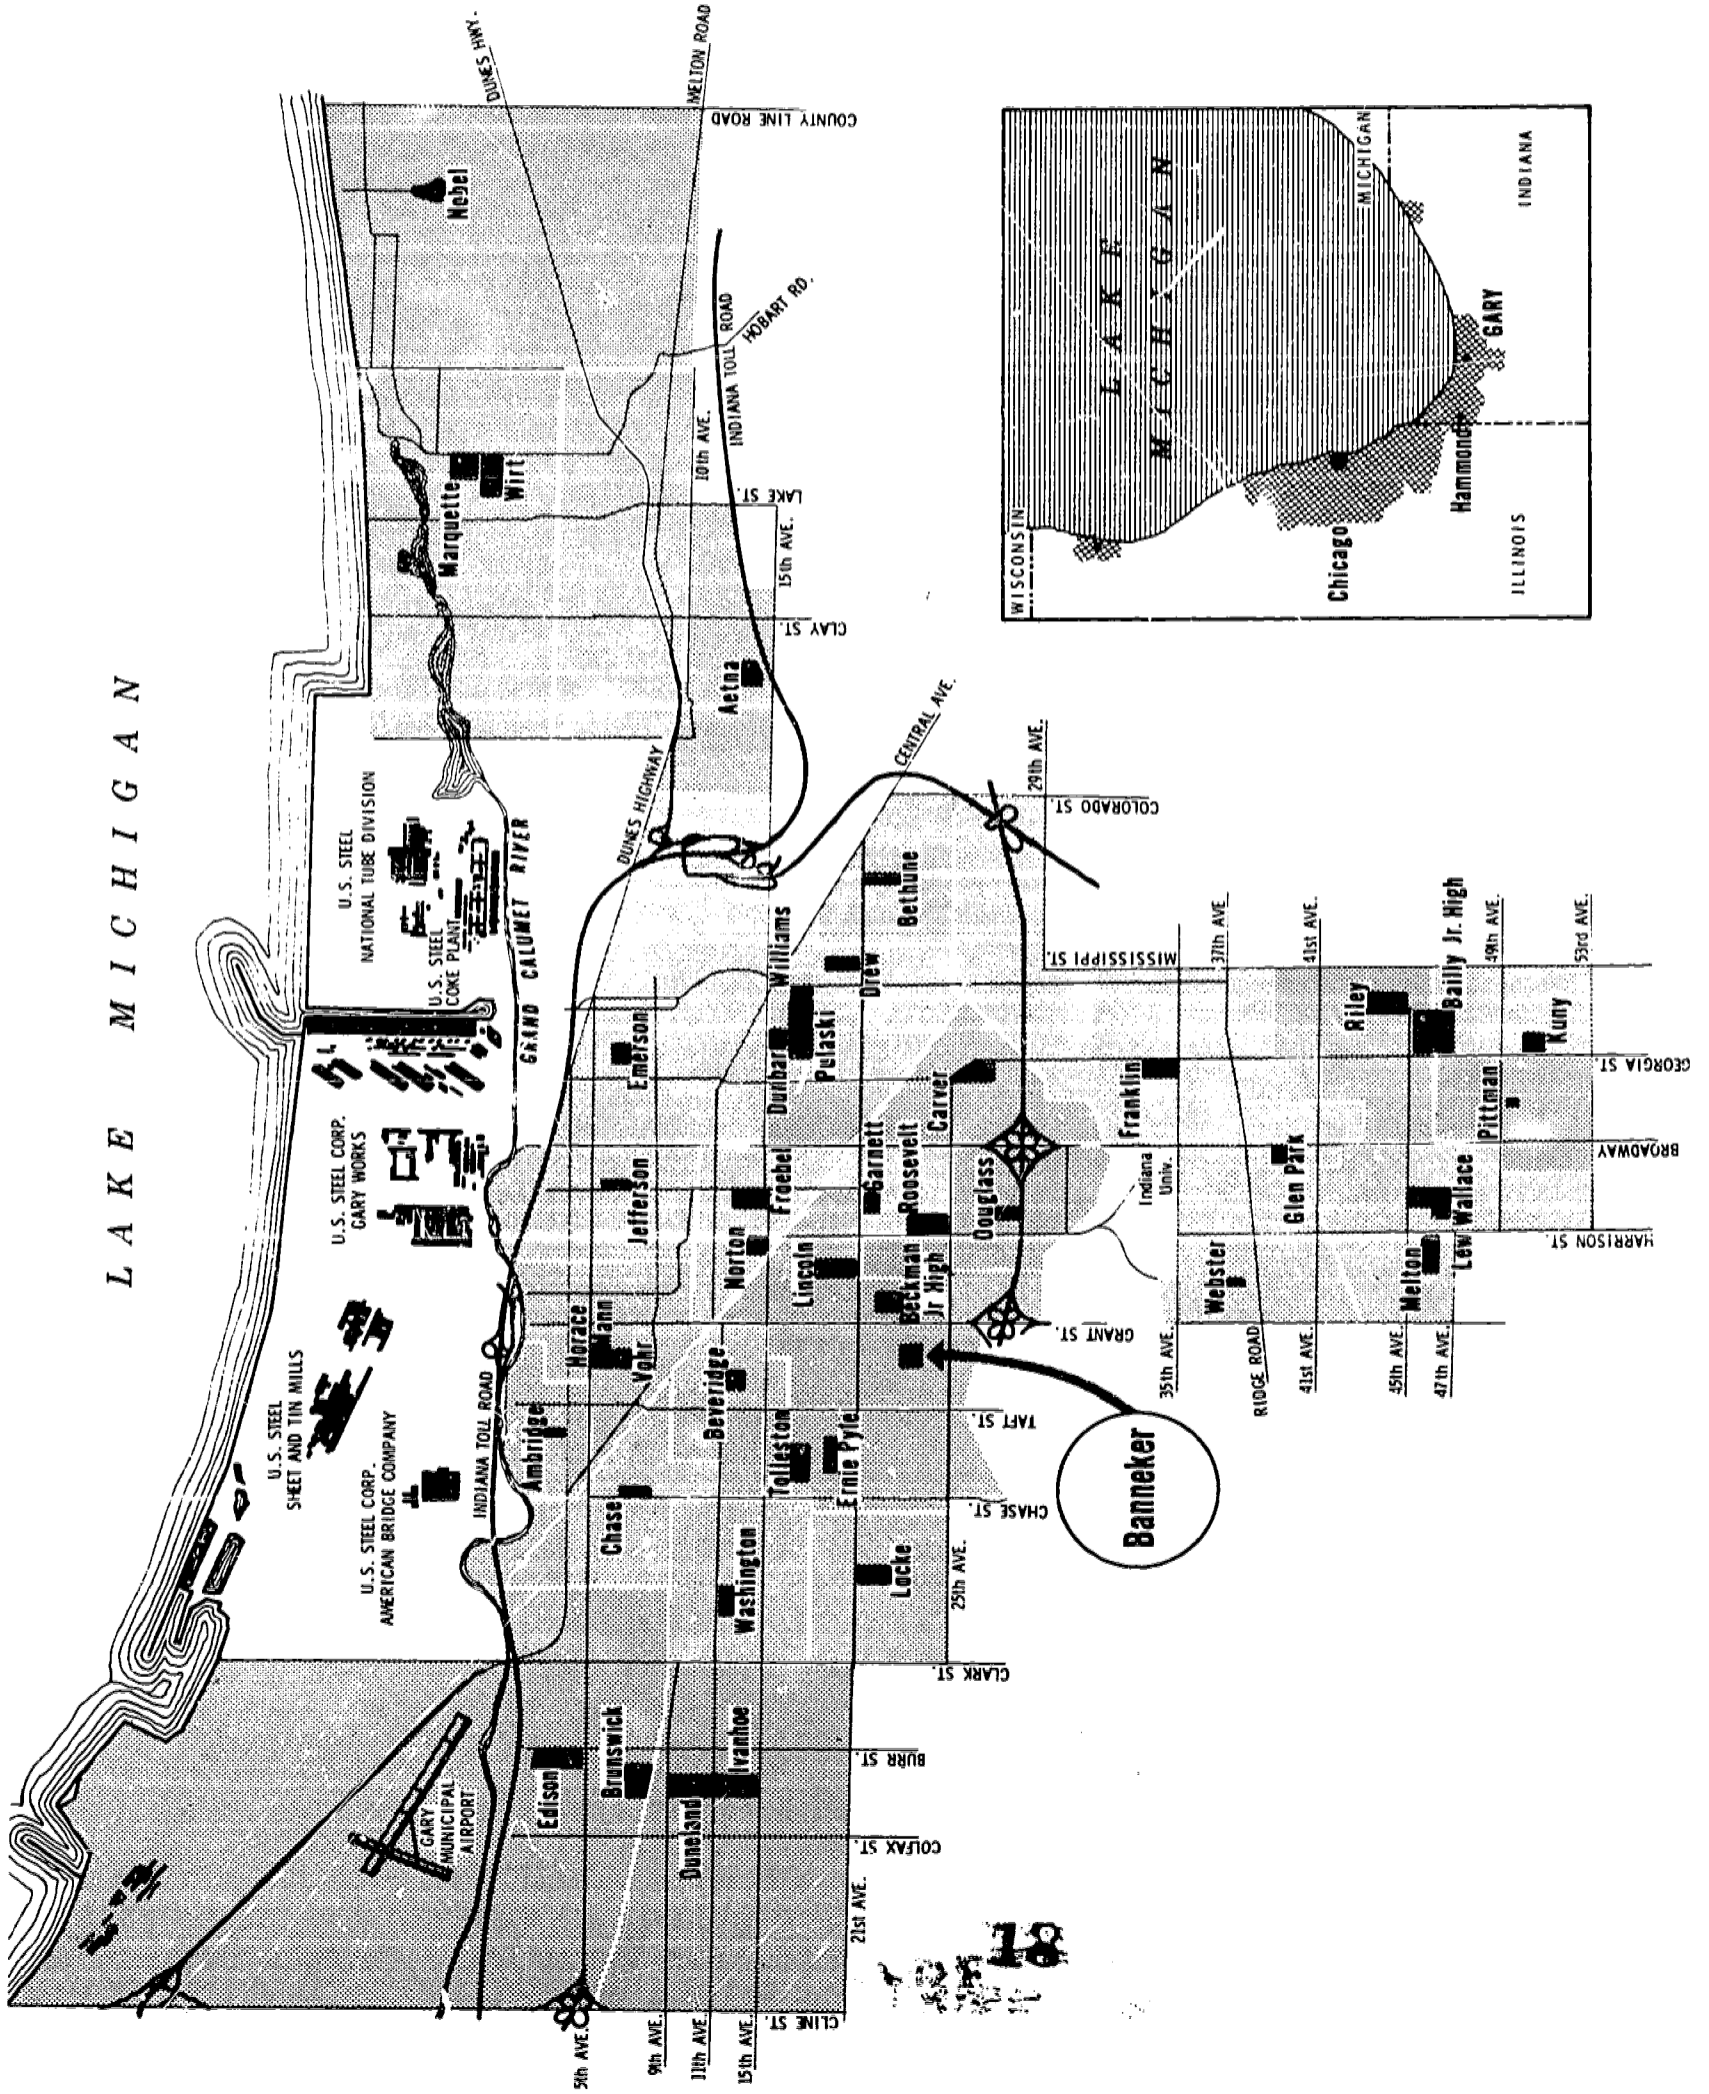 LAKE MICHIGAN
U.S. STEEL
NATIONAL TUBE DIVISION
U.S. STEEL
COKE PLANT
U.S. STEEL CORP.
GARY WORKS
U.S. STEEL
SHEET AND TIN MILLS
U.S. STEEL CORP.
AMERICAN BRIDGE COMPANY
GARY
MUNICIPAL
AIRPORT
GRAND CALUMET RIVER
INDIANA TOLL ROAD
DUNES HIGHWAY
DUNES HWY.
MELTON ROAD
COUNTY LINE ROAD
HOBART RD.
INDIANA TOLL ROAD
10th AVE.
LAKE ST.
15th AVE.
CLAY ST.
CENTRAL AVE.
29th AVE.
COLORADO ST.
Nobel
Marquette
Wirt
Aetna
Bethune
Williams
Drew
Emerson
Dunbar
Pulaski
Carver
Jefferson
Froebel
Garnett
Roosevelt
Douglass
Norton
Lincoln
Beckman
Jr High
Horace
Mann
Vohr
Beveridge
Ambridge
Tolleston
Ernie Pyle
Chase
Washington
Locke
Edison
Brunswick
Ivanhoe
Duneland
Banneker
5th AVE.
9th AVE.
11th AVE.
15th AVE.
CLINE ST.
21st AVE.
COLFAX ST.
BURR ST.
CLARK ST.
25th AVE.
CHASE ST.
TAFT ST.
GRANT ST.
MISSISSIPPI ST.
37th AVE
41st AVE.
49th AVE.
53rd AVE.
Riley
Bailly Jr. High
Kuny
GEORGIA ST.
Franklin
Pittman
BROADWAY
Indiana
Univ.
Glen Park
Lew Wallace
HARRISON ST.
Webster
Melton
35th AVE.
RIDGE ROAD
41st AVE.
45th AVE.
47th AVE.
WISCONSIN
LAKE
MICHIGAN
MICHIGAN
INDIANA
GARY
Hammond
Chicago
ILLINOIS
18